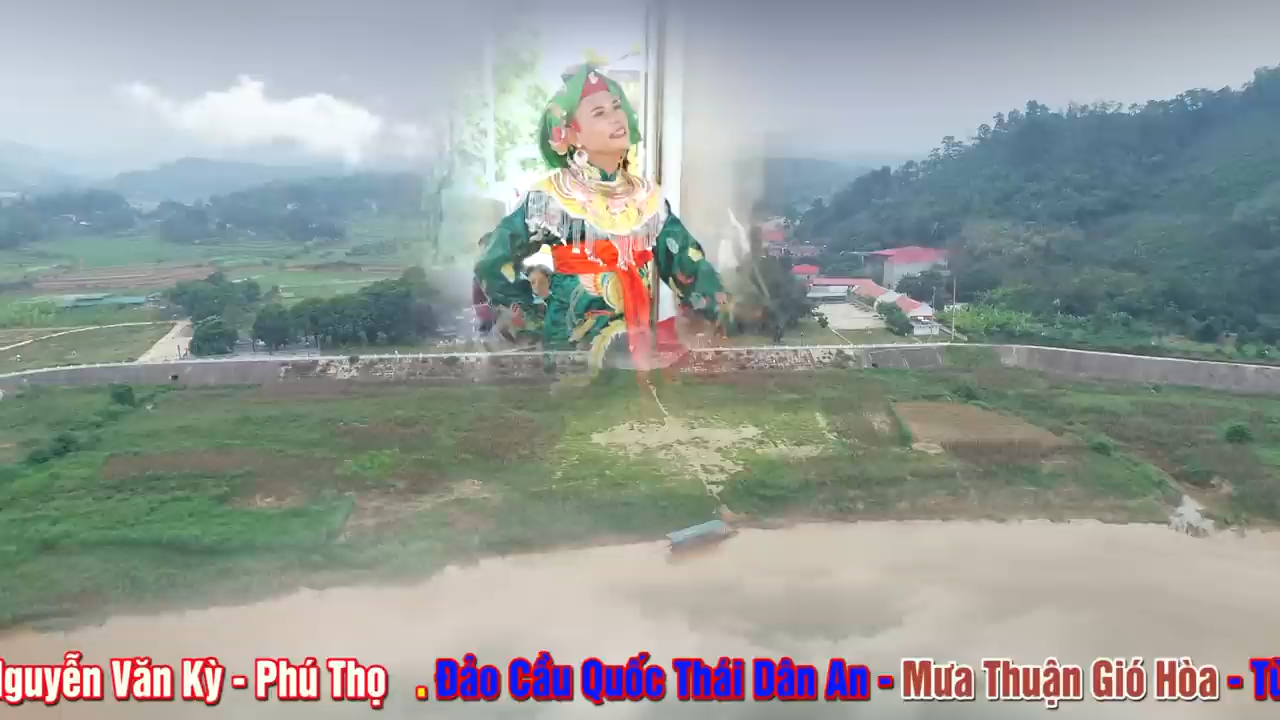 Nguyễn Văn Kỳ - Phú Thọ . Đảo Cầu Quốc Thái Dân An - Mưa Thuận Gió Hòa -